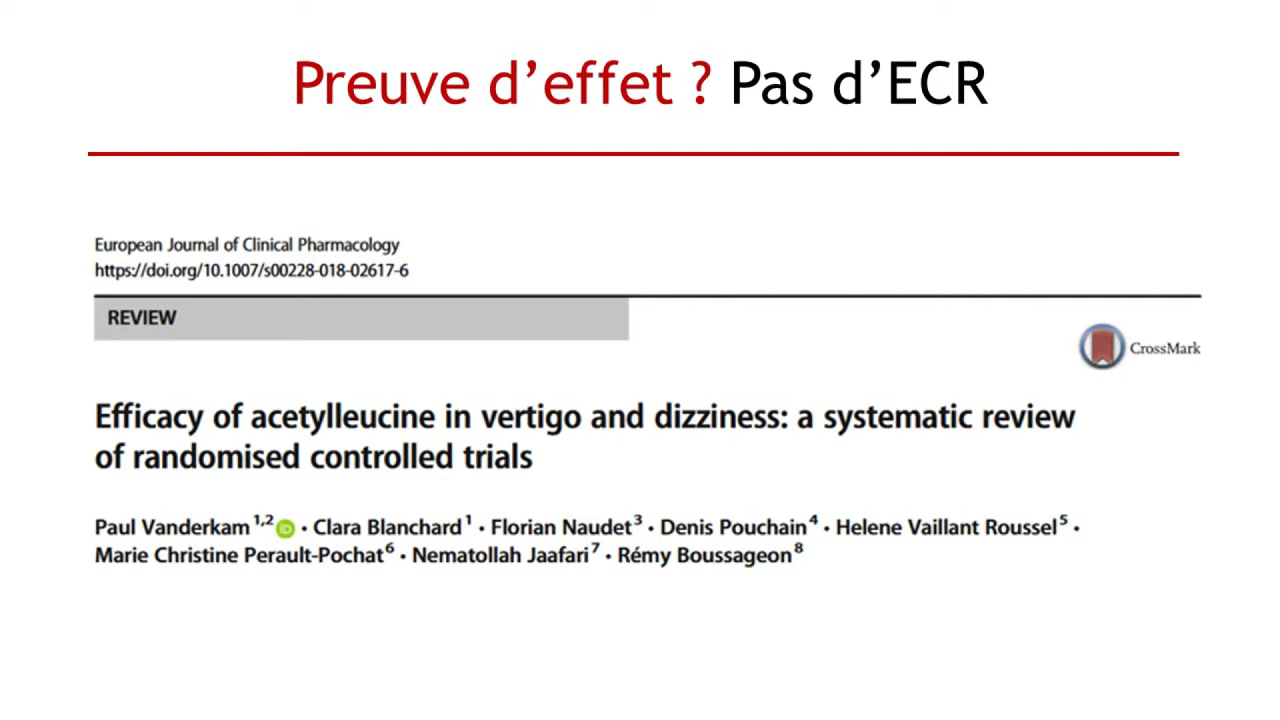 Preuve d’effet ? Pas d’ECR
European Journal of Clinical Pharmacology
https://doi.org/10.1007/s00228-018-02617-6
REVIEW
CrossMark
Efficacy of acetylleucine in vertigo and dizziness: a systematic review
of randomised controlled trials
Paul Vanderkam 1,2 iD • Clara Blanchard 1 • Florian Naudet 3 • Denis Pouchain 4 • Helene Vaillant Roussel 5 •
Marie Christine Perault-Pochat 6 • Nematollah Jaafari 7 • Rémy Boussageon 8